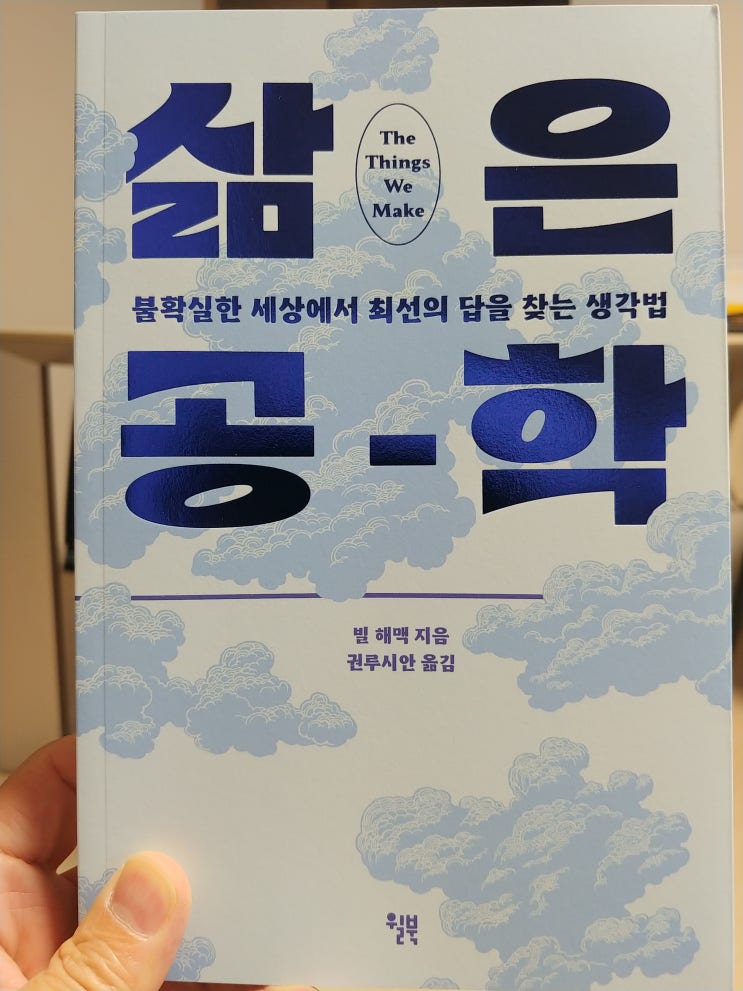 삶은
The
Things
We
Make
불확실한 세상에서 최선의 답을 찾는 생각법
공-학
빌 해맥 지음
권루시안 옮김
윌북